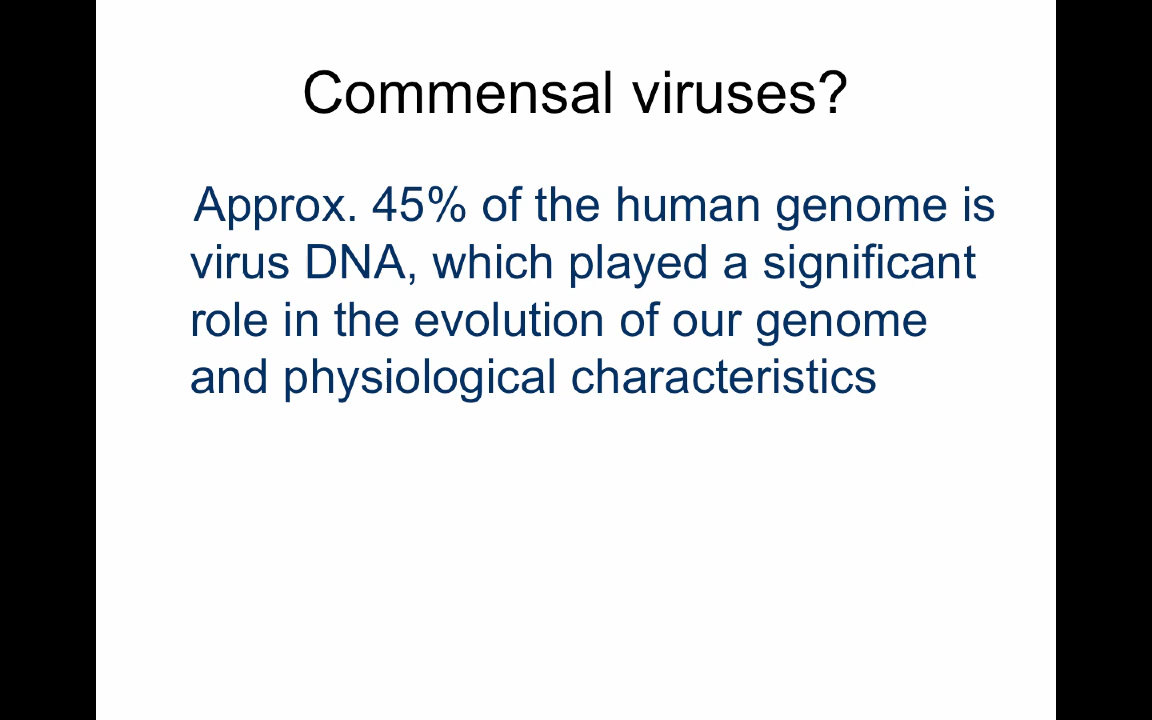 Commensal viruses?
Approx. 45% of the human genome is
virus DNA, which played a significant
role in the evolution of our genome
and physiological characteristics